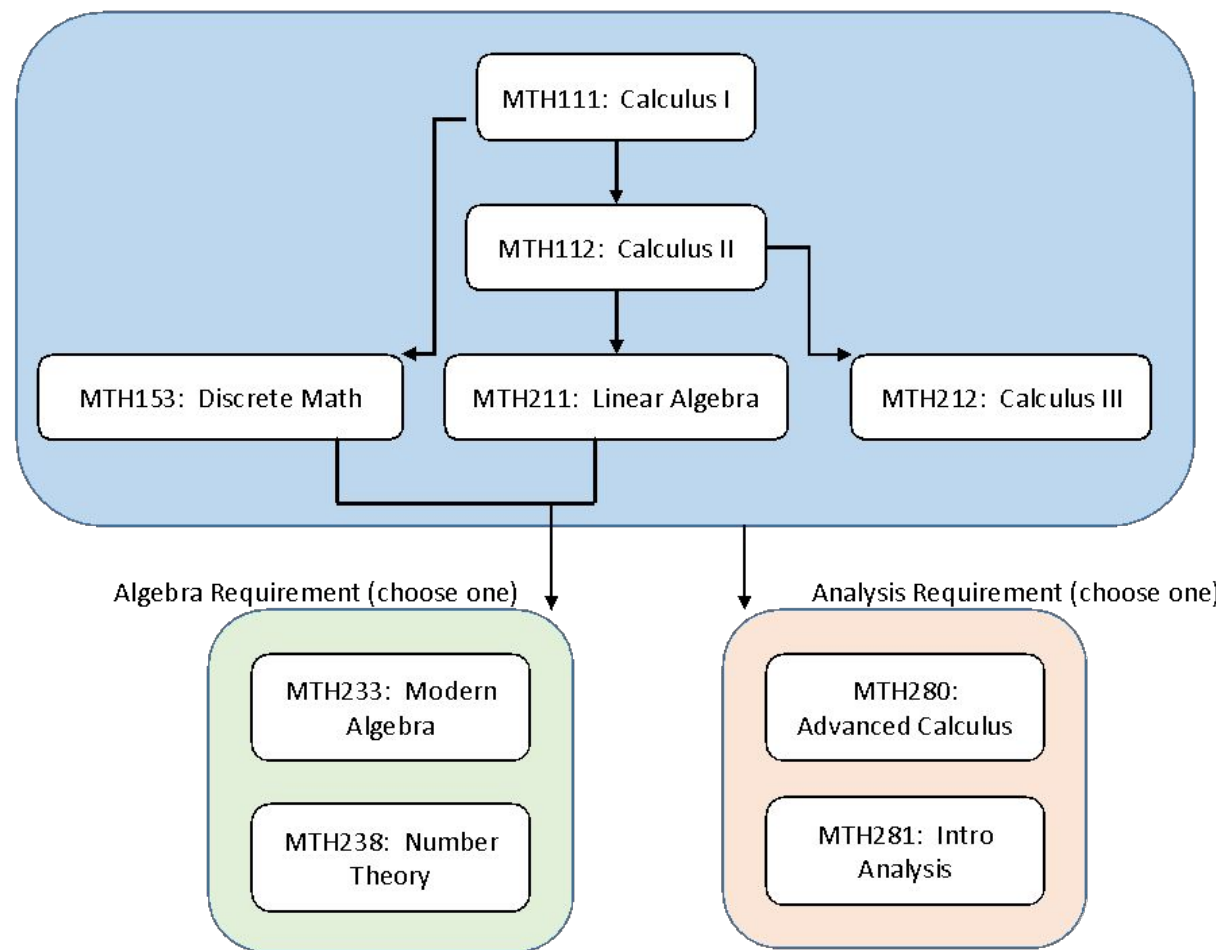 MTH111: Calculus I
MTH112: Calculus II
MTH153: Discrete Math
MTH211: Linear Algebra
MTH212: Calculus III
Algebra Requirement (choose one)
Analysis Requirement (choose one)
MTH233: Modern
Algebra
MTH238: Number
Theory
MTH280:
Advanced Calculus
MTH281: Intro
Analysis